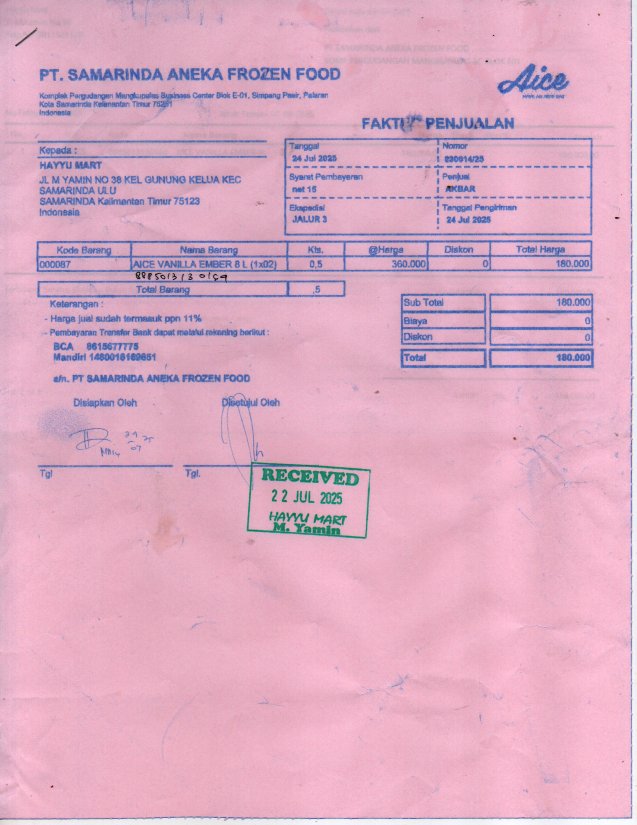 PT. SAMARINDA ANEKA FROZEN FOOD
Aice
Komplek Pergudangan Mangkupalas Business Center Blok E-01, Simpang Pasir, Palaran
Kota Samarinda Kalimantan Timur 75251
Indonesia
FAKTUR PENJUALAN
Kepada :
HAYYU MART
JL M YAMIN NO 38 KEL GUNUNG KELUA KEC
SAMARINDA ULU
SAMARINDA Kalimantan Timur 75123
Indonesia
Tanggal
24 Jul 2025
Nomor
Syarat Pembayaran
net 15
Penjual
AKBAR
Ekspedisi
JALUR 3
Tanggal Pengiriman
24 Jul 2025
Kode Barang Nama Barang Kts. @Harga Diskon Total Harga
000087 AICE VANILLA EMBER 8 L (1x02) 0,5 360.000 0 180.000
Total Barang ,5
Keterangan :
- Harga jual sudah termasuk ppn 11%
- Pembayaran Transfer Bank dapat melalui rekening berikut :
BCA 8615677775
Mandiri
a/n. PT SAMARINDA ANEKA FROZEN FOOD
Sub Total 180.000
Biaya 0
Diskon 0
Total 180.000
Disiapkan Oleh Disetujui Oleh
Tgl Tgl.
RECEIVED
22 JUL 2025
HAYYU MART
M. Yamin